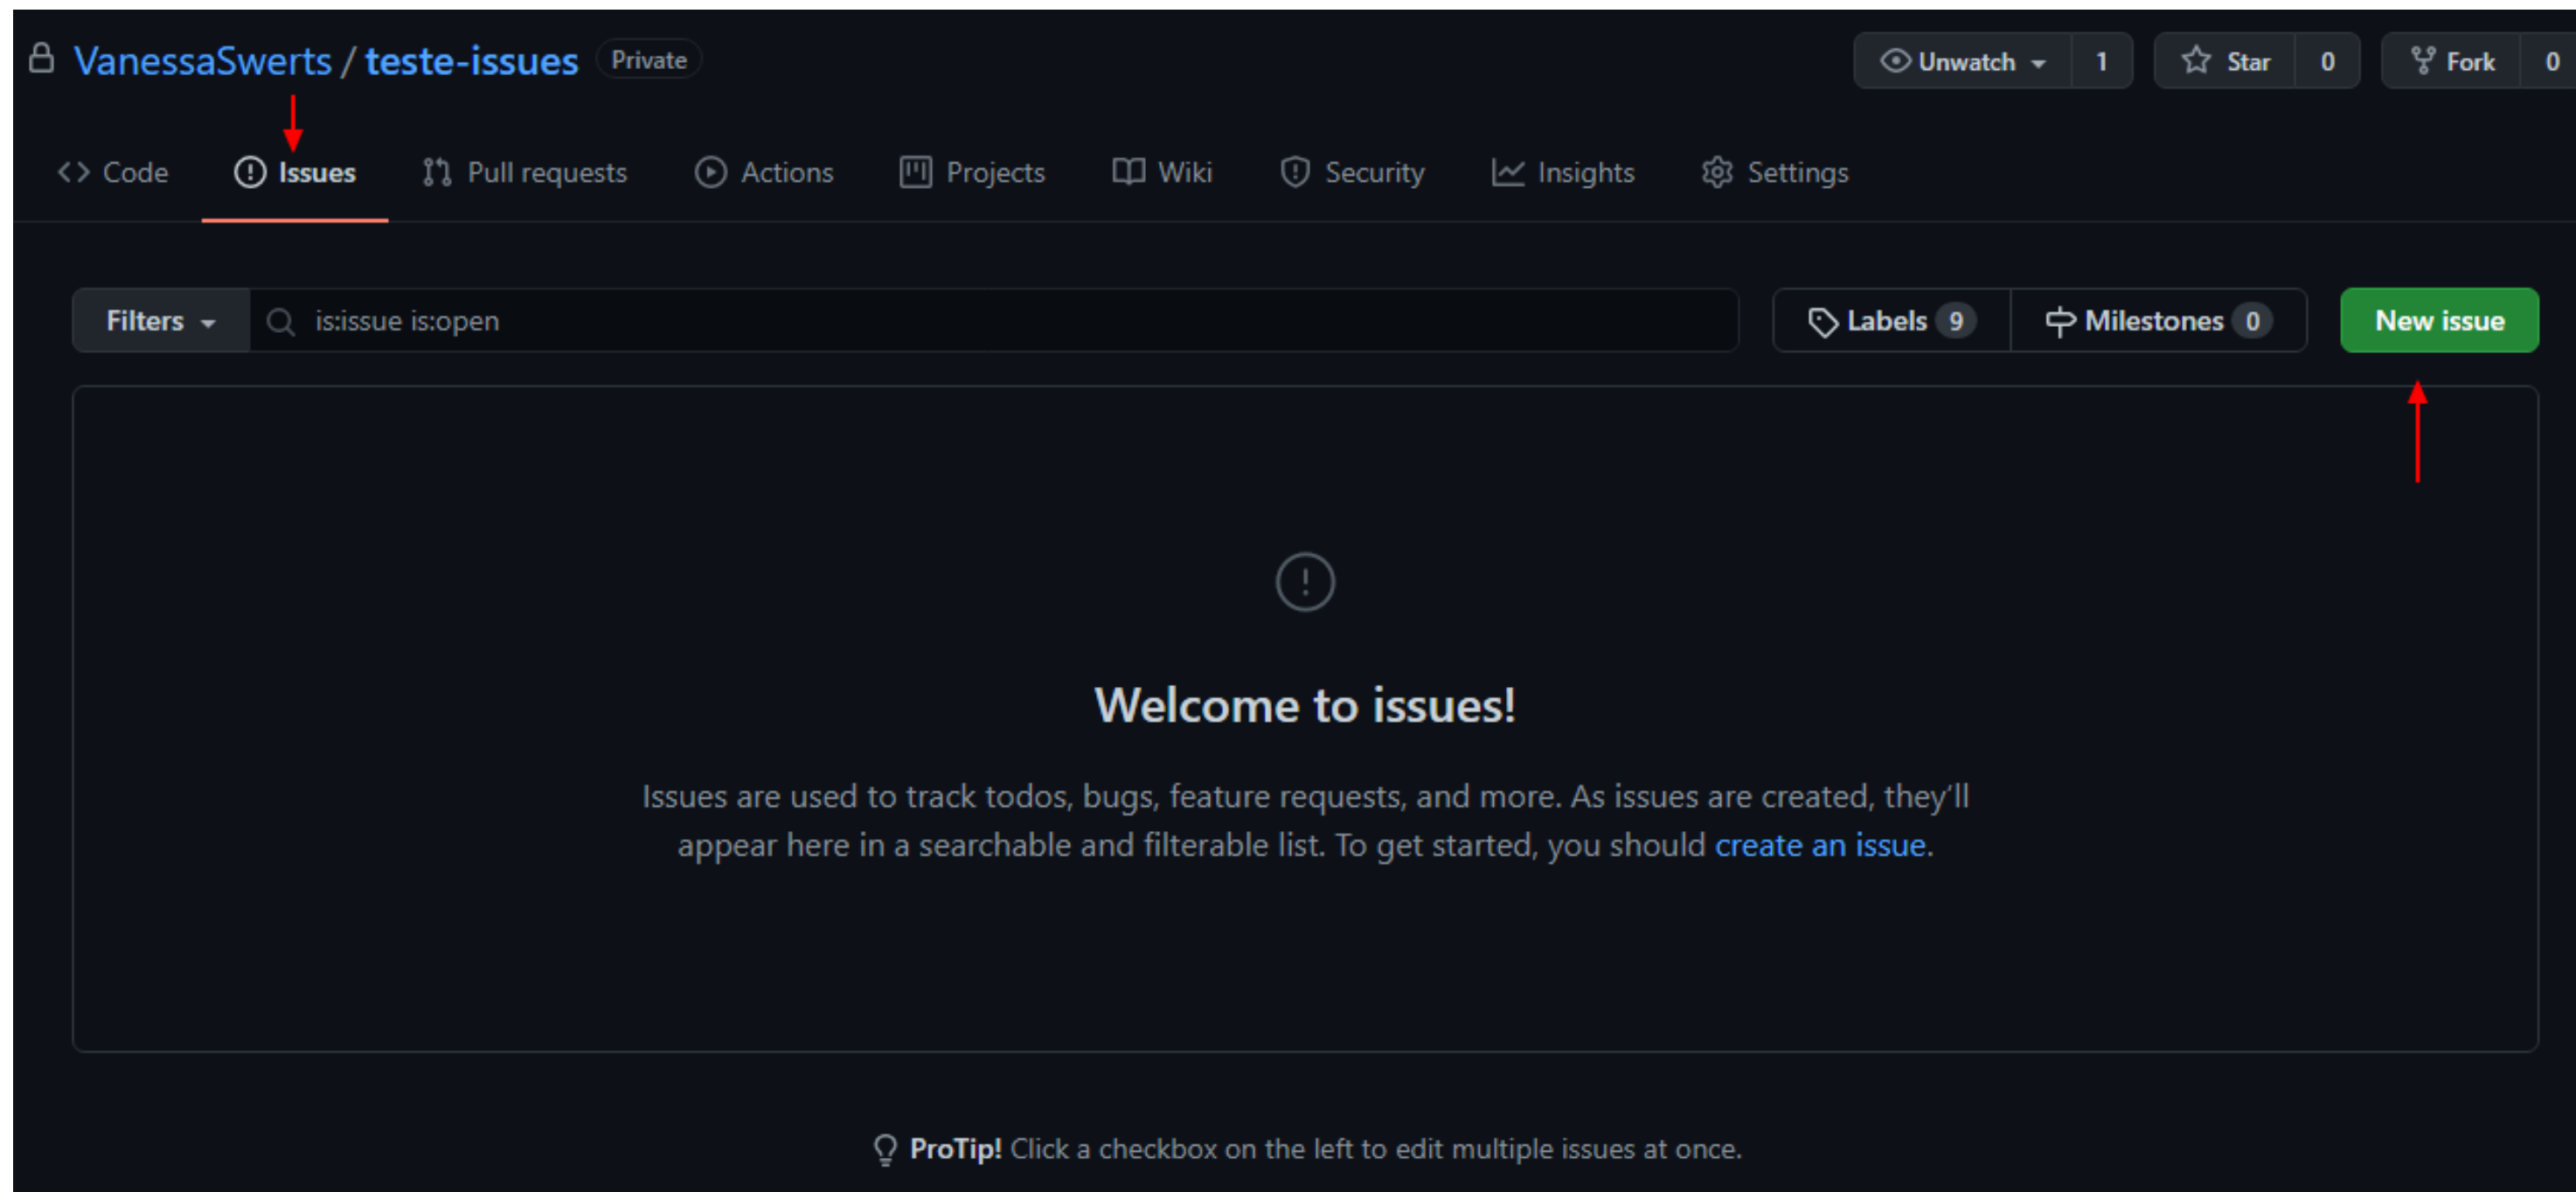 VanessaSwerts / teste-issues Private Unwatch 1 Star 0 Fork 0
Code Issues Pull requests Actions Projects Wiki Security Insights Settings
Filters is:issue is:open Labels 9 Milestones 0 New issue
Welcome to issues!
Issues are used to track todos, bugs, feature requests, and more. As issues are created, they'll
appear here in a searchable and filterable list. To get started, you should create an issue.
ProTip! Click a checkbox on the left to edit multiple issues at once.